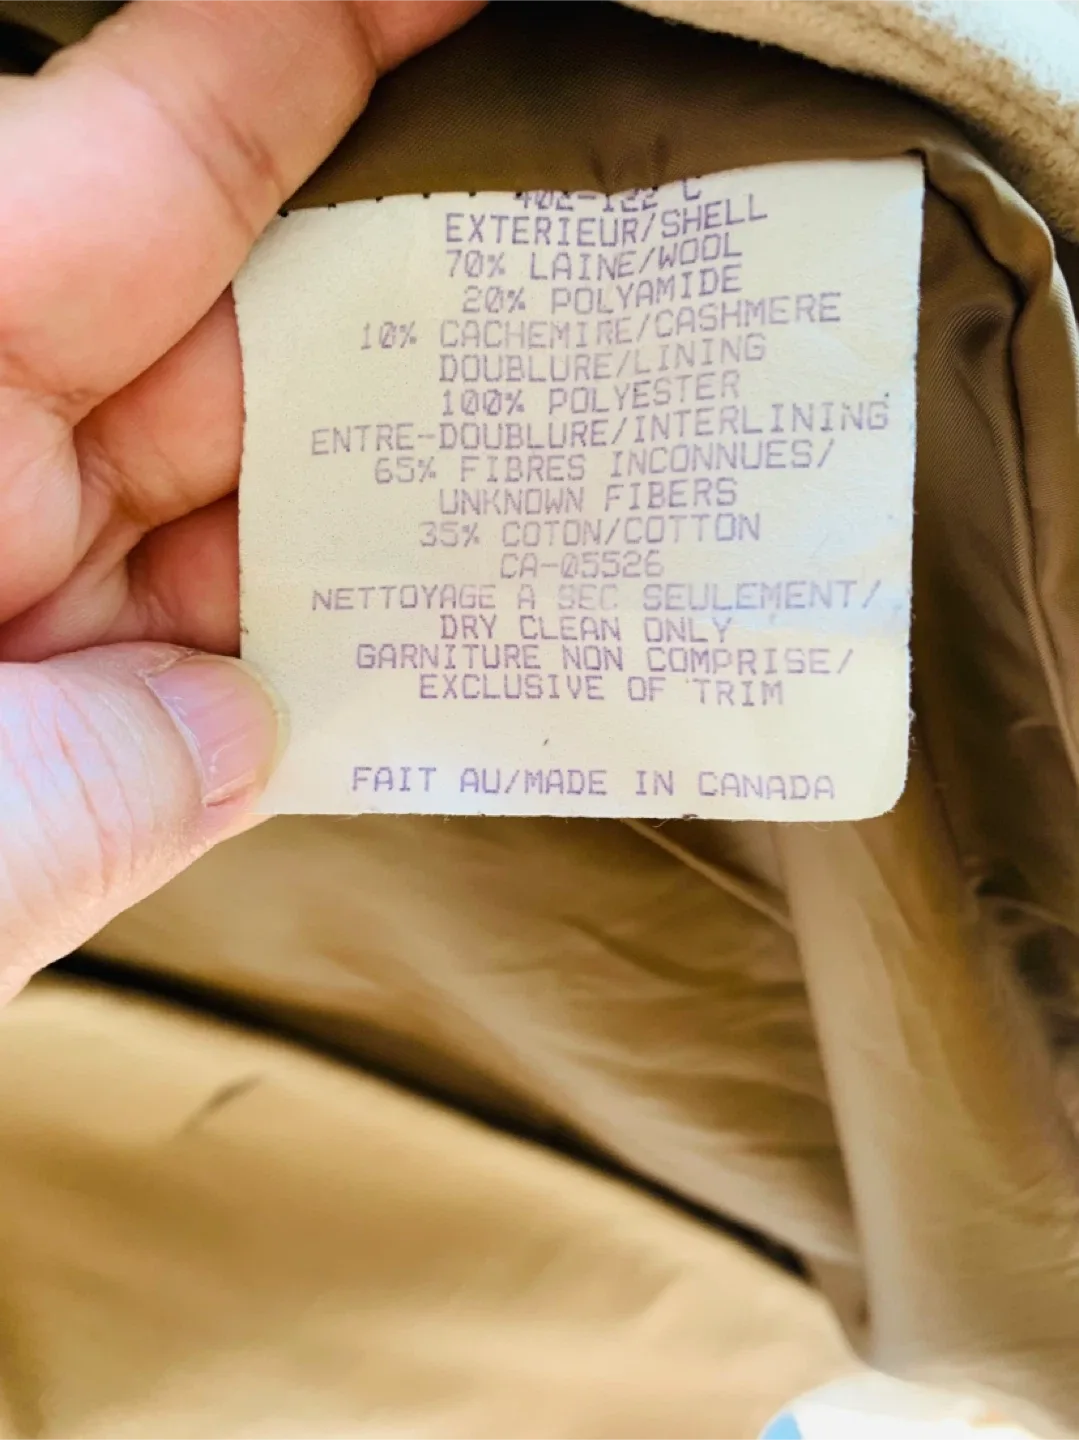 402-122 C
EXTERIEUR/SHELL
70% LAINE/WOOL
20% POLYAMIDE
10% CACHEMIRE/CASHMERE
DOUBLURE/LINING
100% POLYESTER
ENTRE-DOUBLURE/INTERLINING
65% FIBRES INCONNUES/
UNKNOWN FIBERS
35% COTON/COTTON
CA-05526
NETTOYAGE A SEC SEULEMENT/
DRY CLEAN ONLY
GARNITURE NON COMPRISE/
EXCLUSIVE OF TRIM
FAIT AU/MADE IN CANADA